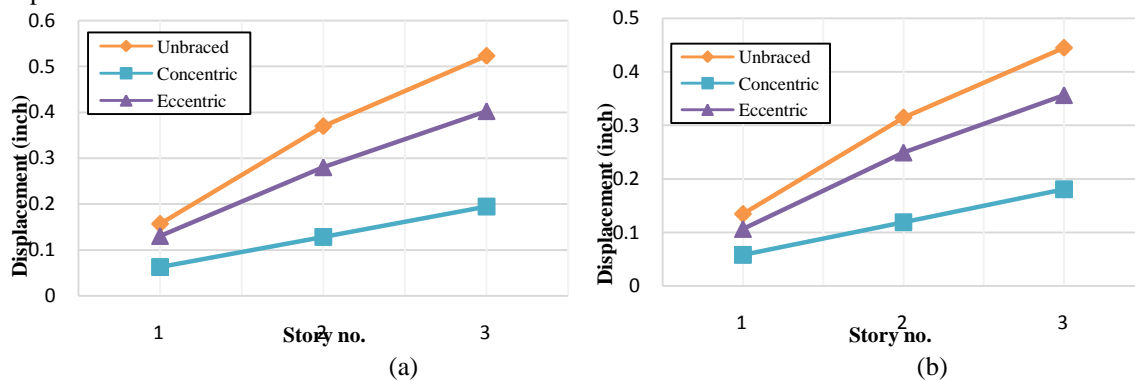 0.6
0.5
0.4
0.3
0.2
0.1
0
Displacement (inch)
Unbraced
Concentric
Eccentric
1 2 3
Story no.
(a)
0.5
0.4
0.3
0.2
0.1
0
Displacement (inch)
Unbraced
Concentric
Eccentric
1 2 3
Story no.
(b)